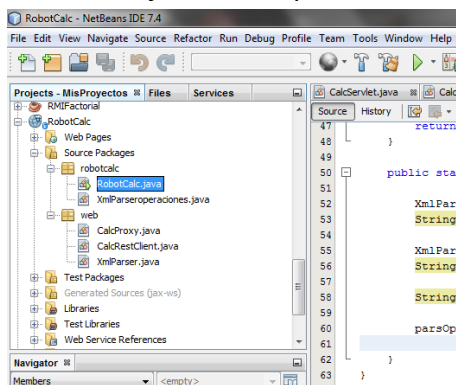 RobotCalc - NetBeans IDE 7.4
File Edit View Navigate Source Refactor Run Debug Profile Team Tools Window Help
Projects - MisProyectos Files Services
CalcServlet.java Calc
RMIFactorial
Source History
RobotCalc
47 return
Web Pages
48 }
Source Packages
49
robotcalc
50 public sta
RobotCalc.java
51
XmlParseroperaciones.java
52 XmlPar
web
53 String
CalcProxy.java
54
CalcRestClient.java
55 XmlPar
XmlParser.java
56 String
Test Packages
57
Generated Sources (jax-ws)
58 String
Libraries
59
Test Libraries
60 parsOp
Web Service References
61
62 }
Navigator
63 }
Members <empty>